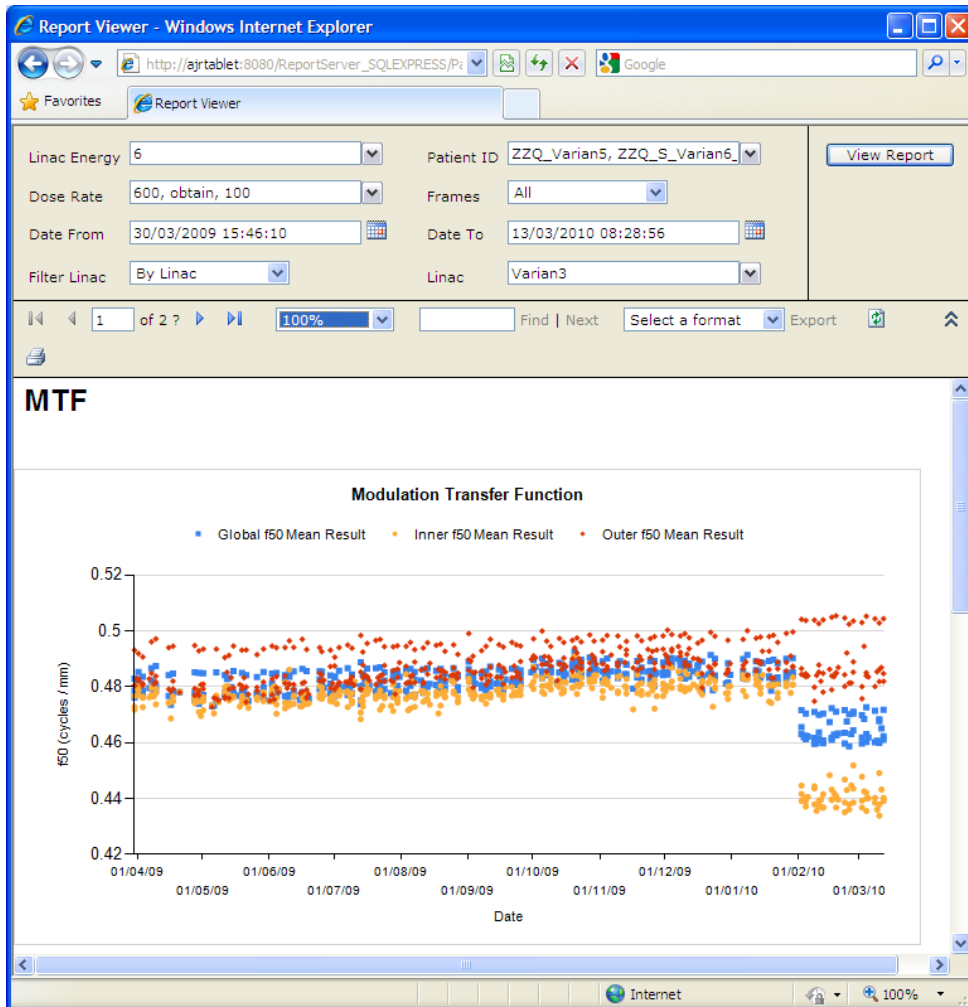 Report Viewer - Windows Internet Explorer
http://ajrtablet:8080/ReportServer_SQLEXPRESS/Pa
Google
Favorites
Report Viewer
Linac Energy 6 Patient ID ZZQ_Varian5, ZZQ_S_Varian6_ View Report
Dose Rate 600, obtain, 100 Frames All
Date From 30/03/2009 15:46:10 Date To 13/03/2010 08:28:56
Filter Linac By Linac Linac Varian3
1 of 2 ? 100% Find | Next Select a format Export
MTF
Modulation Transfer Function
Global f50 Mean Result Inner f50 Mean Result Outer f50 Mean Result
0.52
0.5
0.48
0.46
0.44
0.42
f50 (cycles / mm)
01/04/09 01/06/09 01/08/09 01/10/09 01/12/09 01/02/10
01/05/09 01/07/09 01/09/09 01/11/09 01/01/10 01/03/10
Date
Internet 100%